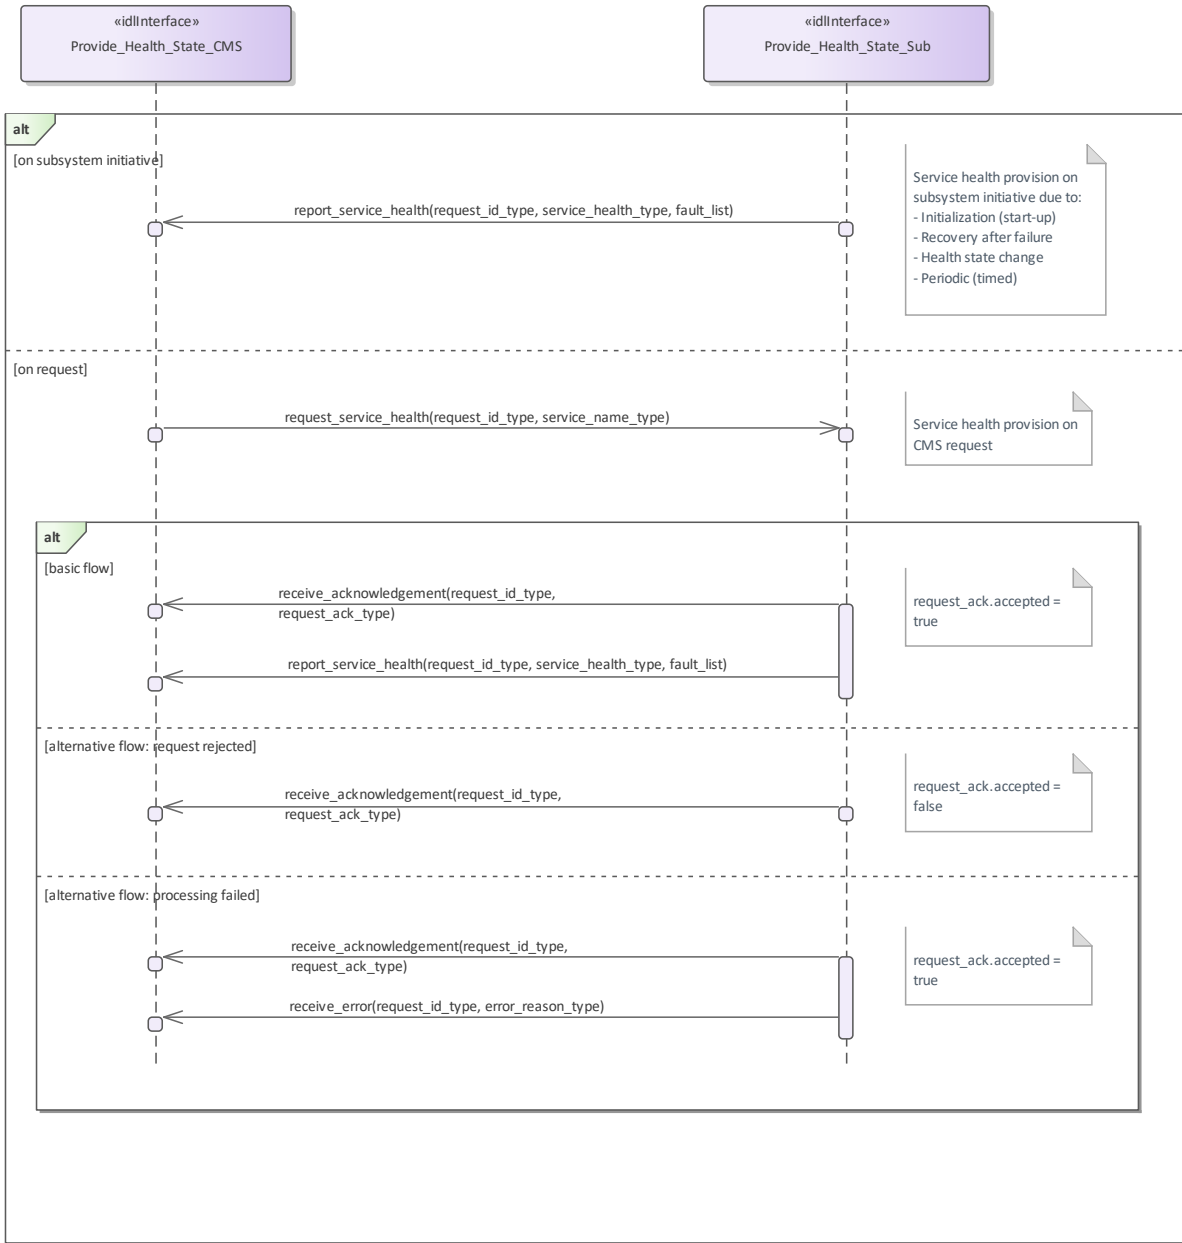 «idlInterface»
Provide_Health_State_CMS
«idlInterface»
Provide_Health_State_Sub
alt
[on subsystem initiative]
Service health provision on
subsystem initiative due to:
- Initialization (start-up)
- Recovery after failure
- Health state change
- Periodic (timed)
report_service_health(request_id_type, service_health_type, fault_list)
[on request]
request_service_health(request_id_type, service_name_type)
Service health provision on
CMS request
alt
[basic flow]
receive_acknowledgement(request_id_type,
request_ack_type)
request_ack.accepted =
true
report_service_health(request_id_type, service_health_type, fault_list)
[alternative flow: request rejected]
receive_acknowledgement(request_id_type,
request_ack_type)
request_ack.accepted =
false
[alternative flow: processing failed]
receive_acknowledgement(request_id_type,
request_ack_type)
request_ack.accepted =
true
receive_error(request_id_type, error_reason_type)